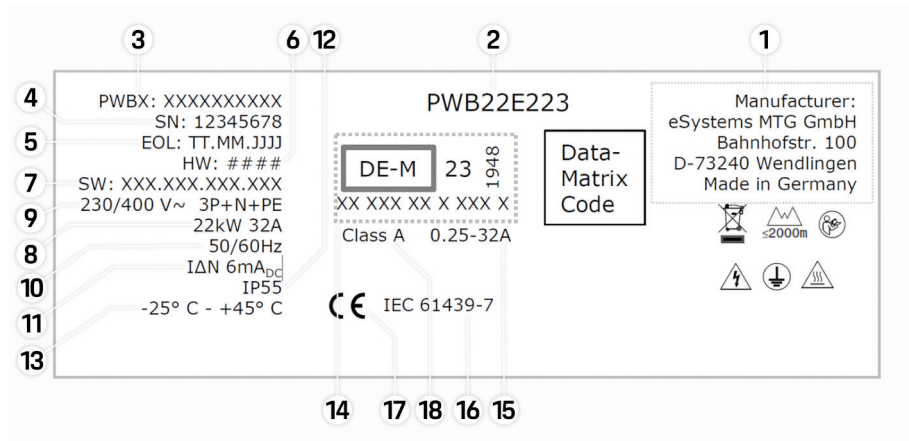 3
6
12
2
1
4
5
7
9
8
10
11
13
PWBX: XXXXXXXXXX
SN: 12345678
EOL: TT.MM.JJJJ
HW: ####
SW: XXX.XXX.XXX.XXX
230/400 V~ 3P+N+PE
22kW 32A
50/60Hz
IΔN 6mADC
IP55
-25° C - +45° C
PWB22E223
DE-M 23 1948
XX XXX XX X XXX X
Class A 0.25-32A
CE IEC 61439-7
Data-
Matrix
Code
Manufacturer:
eSystems MTG GmbH
Bahnhofstr. 100
D-73240 Wendlingen
Made in Germany
≤2000m
14
17
18
16
15